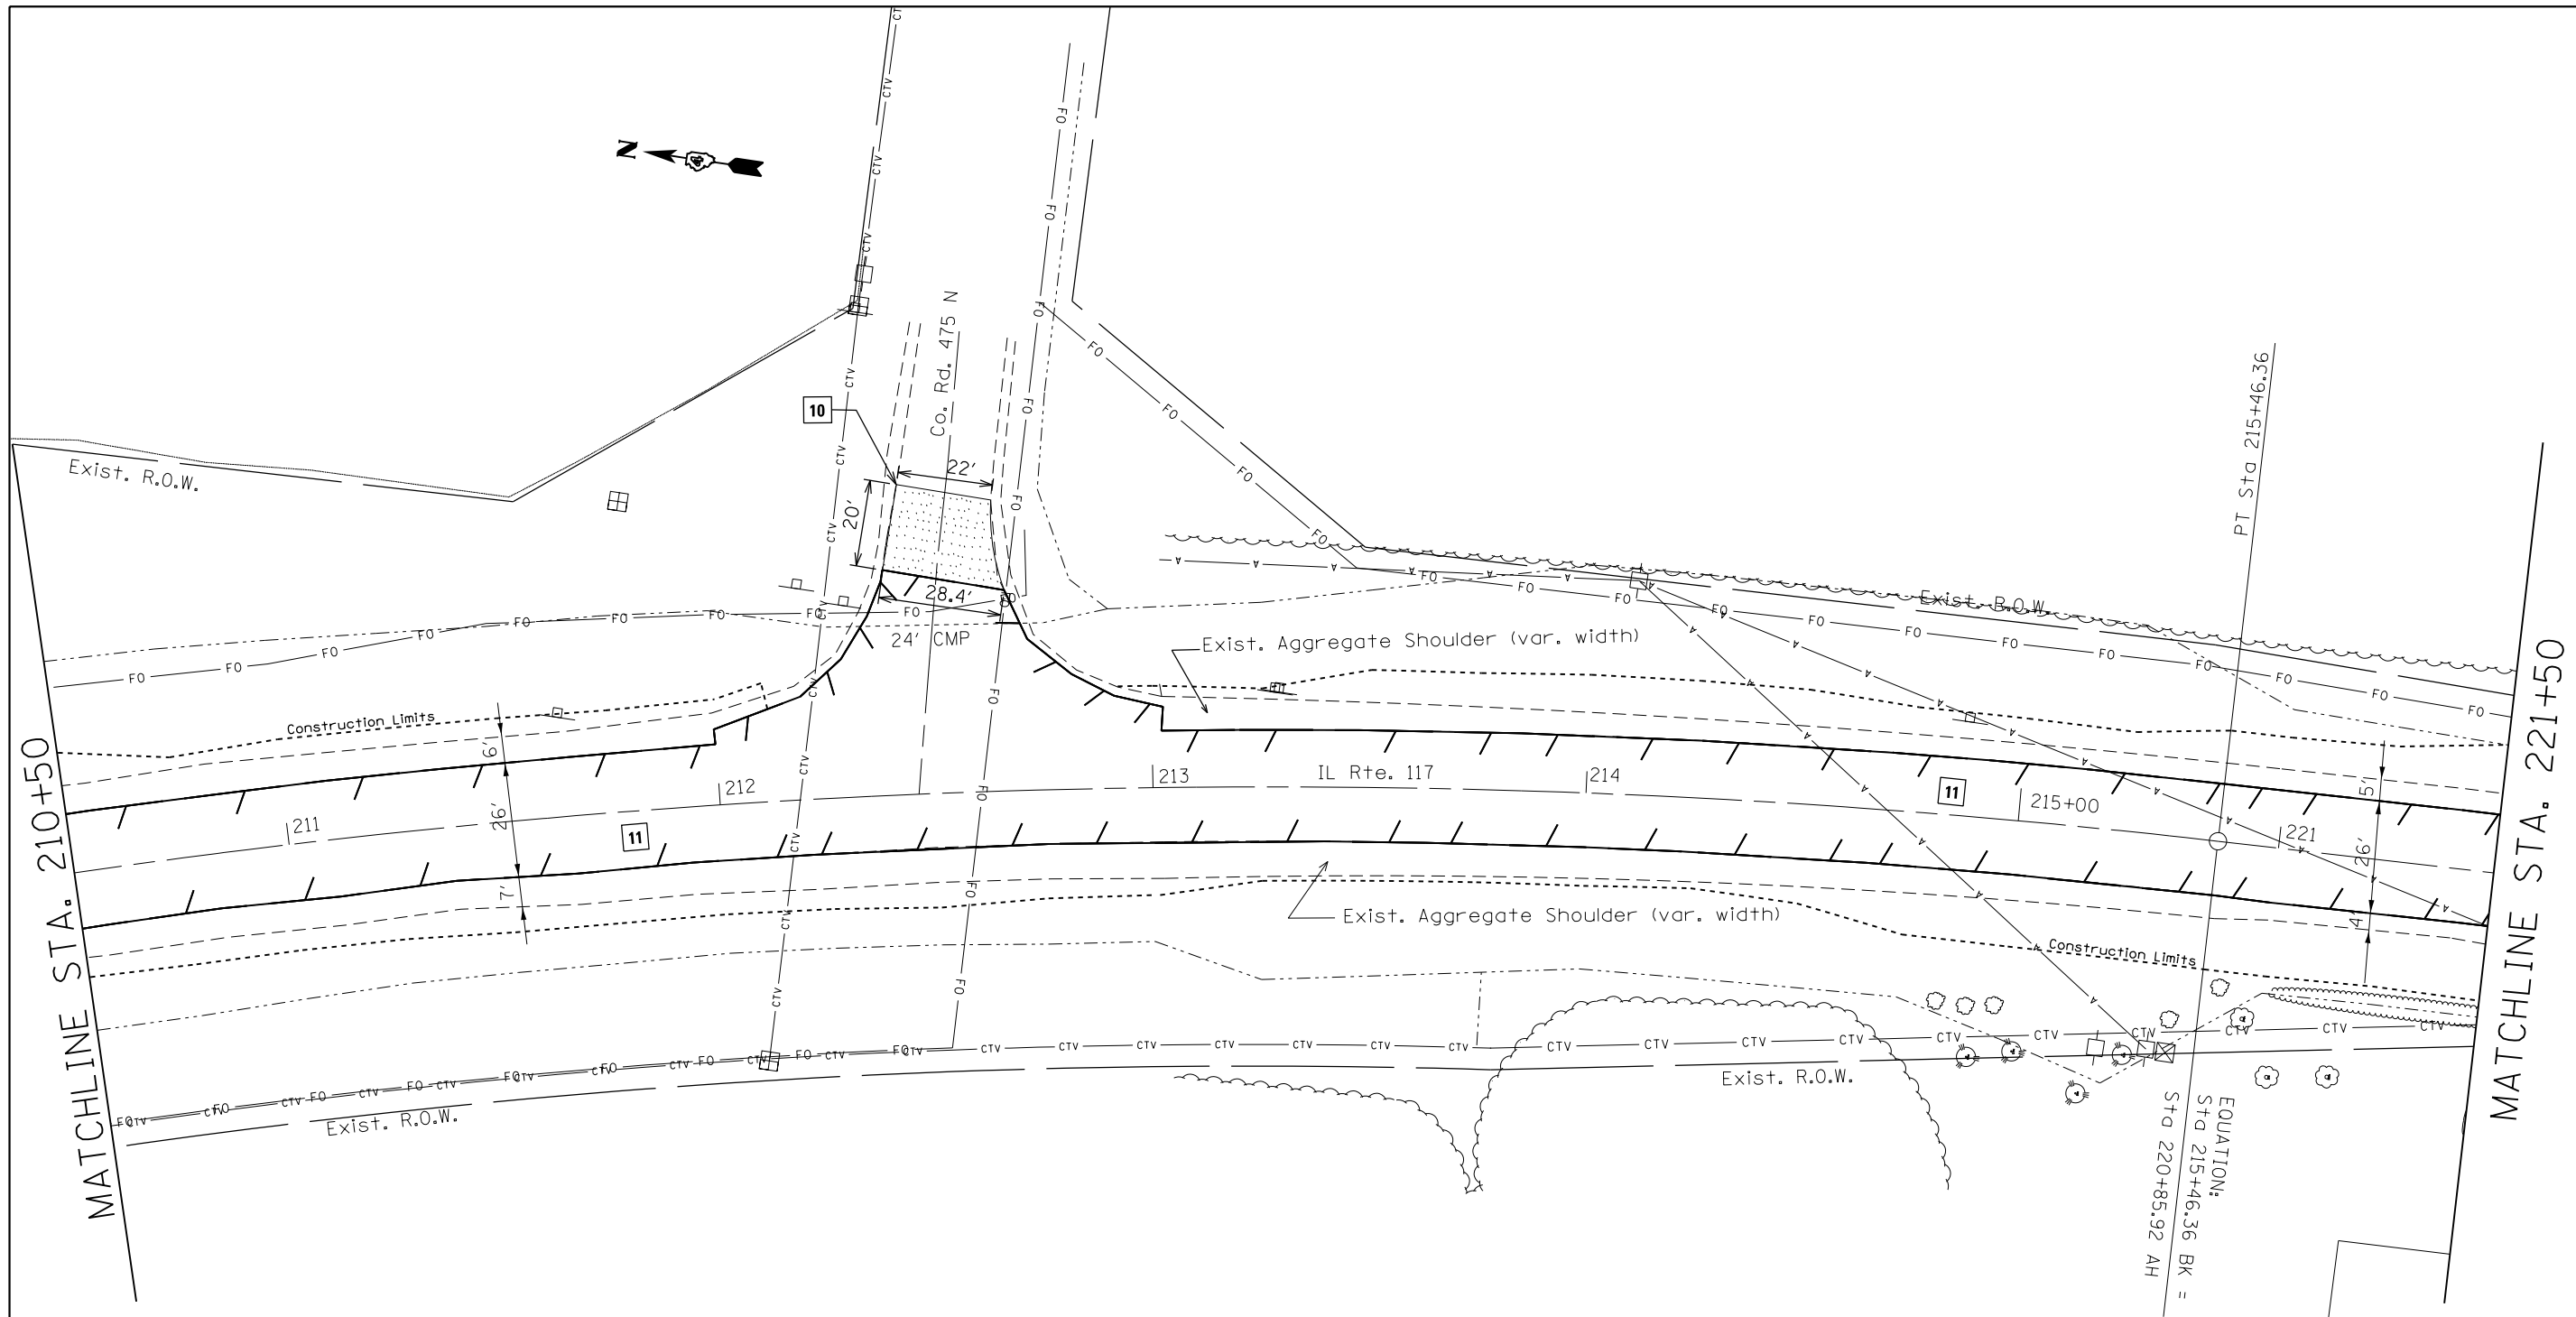 N
Co. Rd. 475 N
10
22'
20'
28.4'
24' CMP
Exist. R.O.W.
Exist. R.O.W.
PT Sta 215+46.36
Exist. Aggregate Shoulder (var. width)
Construction Limits
MATCHLINE STA. 210+50
MATCHLINE STA. 221+50
6'
26'
7'
211
212
213
214
215+00
221
IL Rte. 117
11
11
5'
26'
4'
Exist. Aggregate Shoulder (var. width)
Construction Limits
Exist. R.O.W.
Exist. R.O.W.
EQUATION:
Sta 215+46.36 BK =
Sta 220+85.92 AH
CTV
FO
A